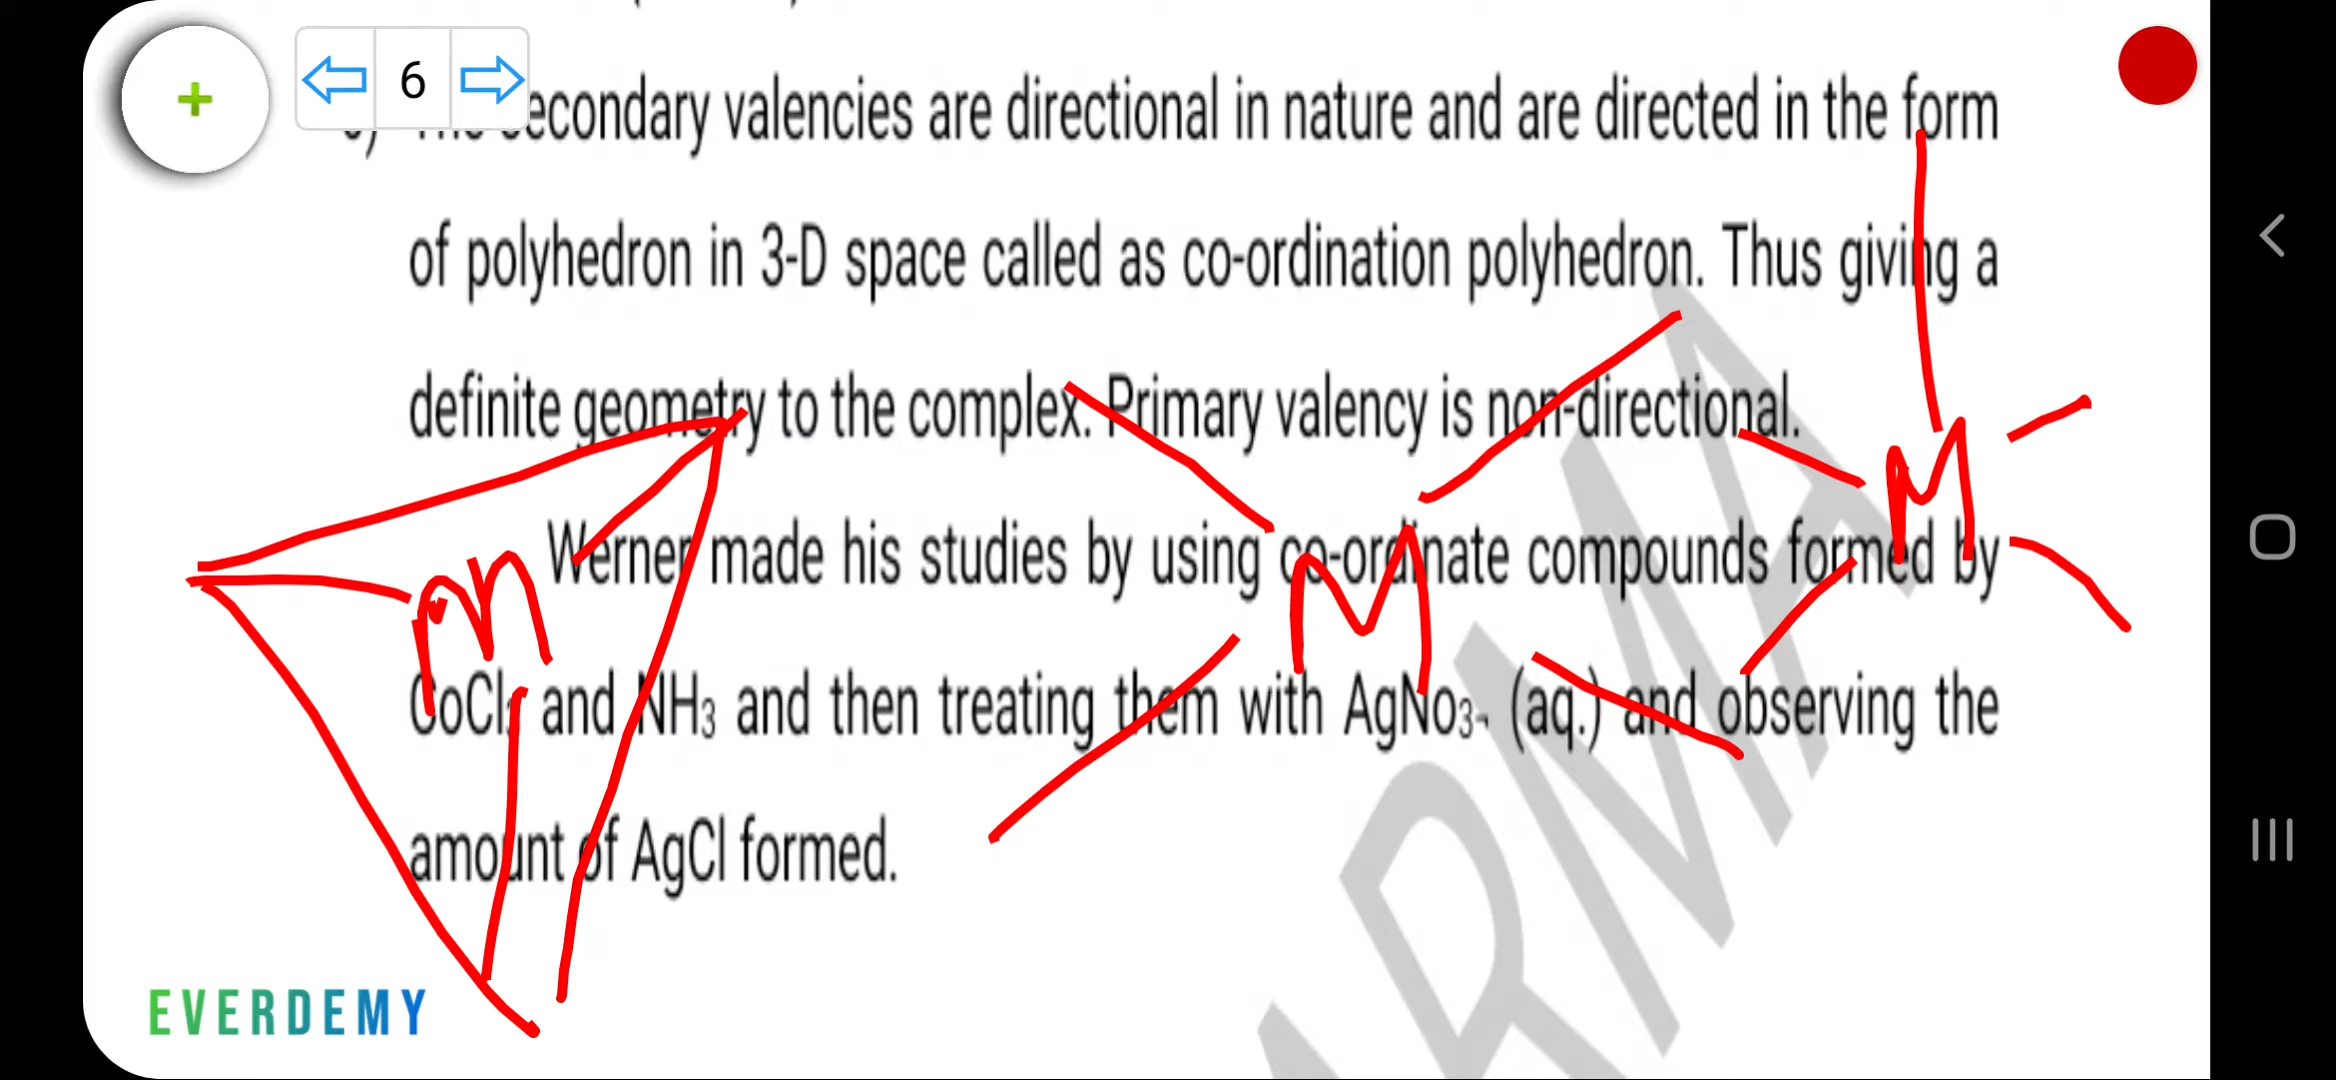 6
secondary valencies are directional in nature and are directed in the form
of polyhedron in 3-D space called as co-ordination polyhedron. Thus giving a
definite geometry to the complex. Primary valency is non-directional.
Werner made his studies by using co-ordinate compounds formed by
CoCl and NH3 and then treating them with AgNo3- (aq.) and observing the
amount of AgCl formed.
m
M
M
EVERDEMY